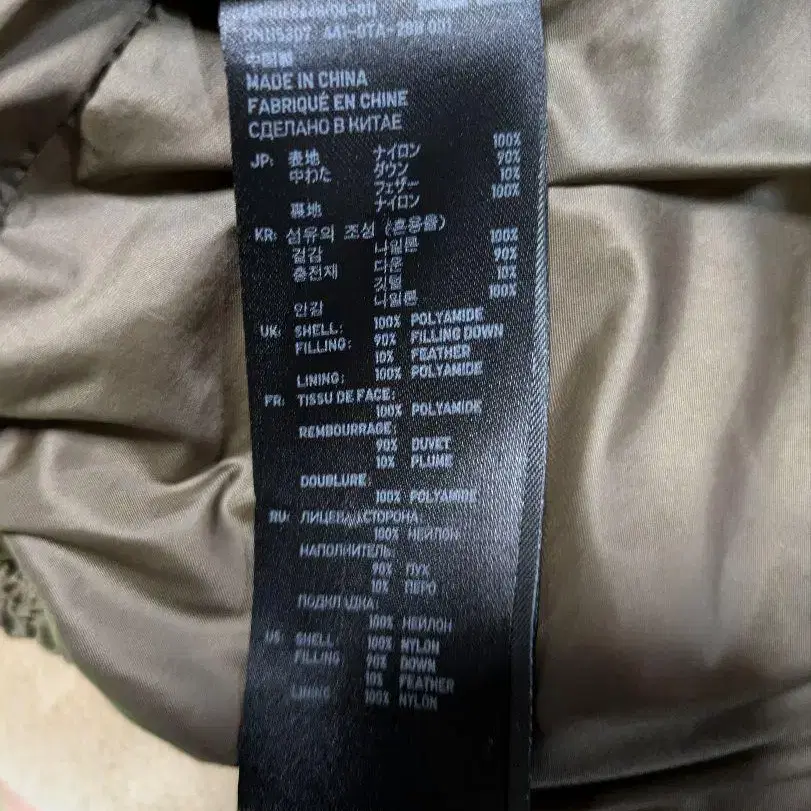 中国製
MADE IN CHINA
FABRIQUÉ EN CHINE
СДЕЛАНО В КИТАЕ
JP: 表地 ナイロン 100%
中わた ダウン 90%
フェザー 10%
裏地 ナイロン 100%
KR: 섬유의 조성 (혼용율)
겉감 나일론 100%
충전재 다운 90%
깃털 10%
안감 나일론 100%
UK: SHELL: 100% POLYAMIDE
FILLING: 90% FILLING DOWN
10% FEATHER
LINING: 100% POLYAMIDE
FR: TISSU DE FACE:
100% POLYAMIDE
REMBOURRAGE:
90% DUVET
10% PLUME
DOUBLURE:
100% POLYAMIDE
RU: ЛИЦЕВАЯ СТОРОНА:
100% НЕЙЛОН
НАПОЛНИТЕЛЬ:
90% ПУХ
10% ПЕРО
ПОДКЛАДКА:
100% НЕЙЛОН
US: SHELL 100% NYLON
FILLING 90% DOWN
10% FEATHER
LINING 100% NYLON